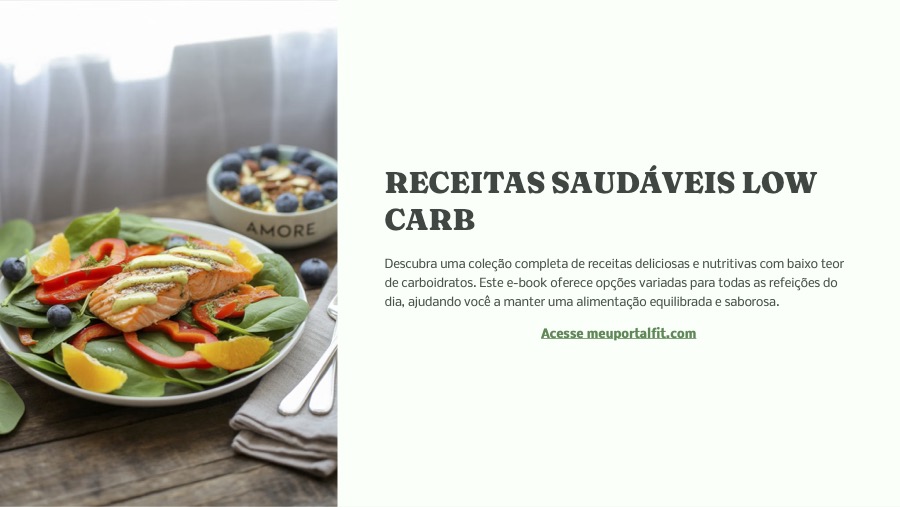 AMORE
RECEITAS SAUDÁVEIS LOW
CARB
Descubra uma coleção completa de receitas deliciosas e nutritivas com baixo teor
de carboidratos. Este e-book oferece opções variadas para todas as refeições do
dia, ajudando você a manter uma alimentação equilibrada e saborosa.
Acesse meuportalfit.com